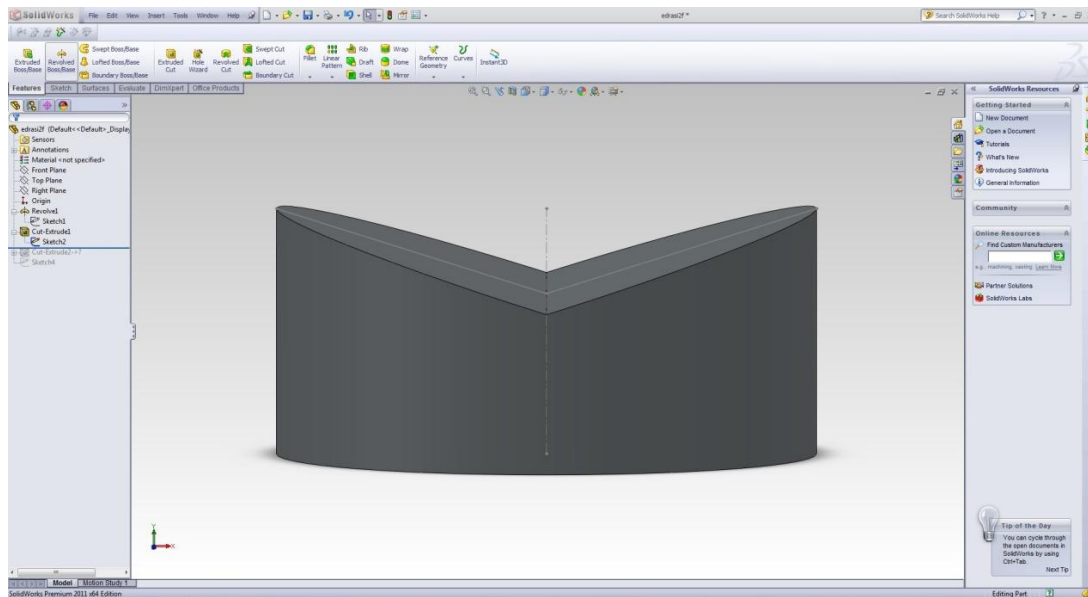 SolidWorks File Edit View Insert Tools Window Help edrasi2f * Search SolidWorks Help
Extruded Boss/Base
Revolved Boss/Base
Swept Boss/Base
Lofted Boss/Base
Boundary Boss/Base
Extruded Cut
Hole Wizard
Revolved Cut
Swept Cut
Lofted Cut
Boundary Cut
Fillet
Linear Pattern
Rib
Draft
Shell
Wrap
Dome
Mirror
Reference Geometry
Curves
Instant3D
Features Sketch Surfaces Evaluate DimXpert Office Products
edrasi2f (Default<<Default>_Display
Sensors
Annotations
Material <not specified>
Front Plane
Top Plane
Right Plane
Origin
Revolve1
Sketch1
Cut-Extrude1
Sketch2
Cut-Extrude2->?
Sketch4
Y
X
SolidWorks Resources
Getting Started
New Document
Open a Document
Tutorials
What's New
Introducing SolidWorks
General Information
Community
Online Resources
Find Custom Manufacturers
e.g., machining, casting Learn More
Partner Solutions
SolidWorks Labs
Tip of the Day
You can cycle through
the open documents in
SolidWorks by using
Ctrl+Tab.
Next Tip
Model Motion Study 1
SolidWorks Premium 2011 x64 Edition Editing Part